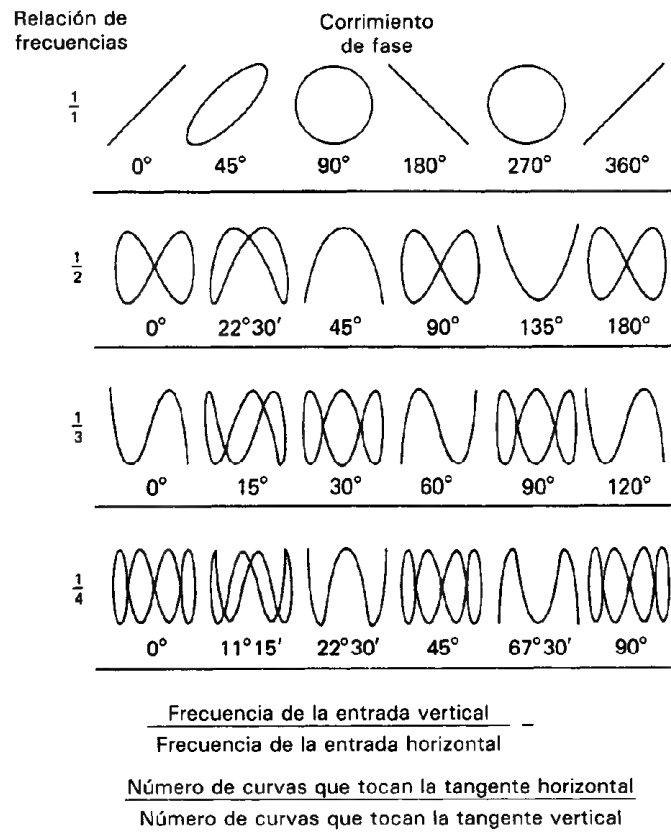 Relación de
frecuencias
Corrimiento
de fase
1/1
0° 45° 90° 180° 270° 360°
1/2
0° 22°30′ 45° 90° 135° 180°
1/3
0° 15° 30° 60° 90° 120°
1/4
0° 11°15′ 22°30′ 45° 67°30′ 90°
Frecuencia de la entrada vertical –
Frecuencia de la entrada horizontal
Número de curvas que tocan la tangente horizontal
Número de curvas que tocan la tangente vertical